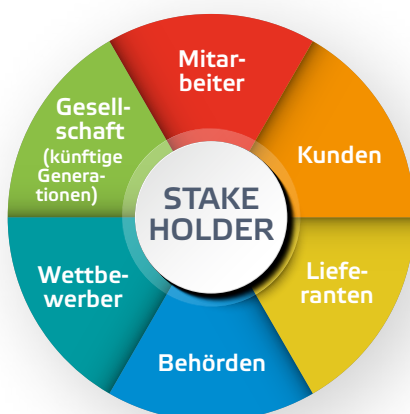 Mitar-
beiter
Kunden
Liefe-
ranten
Behörden
Wettbe-
werber
Gesell-
schaft
(künftige
Genera-
tionen)
STAKE
HOLDER